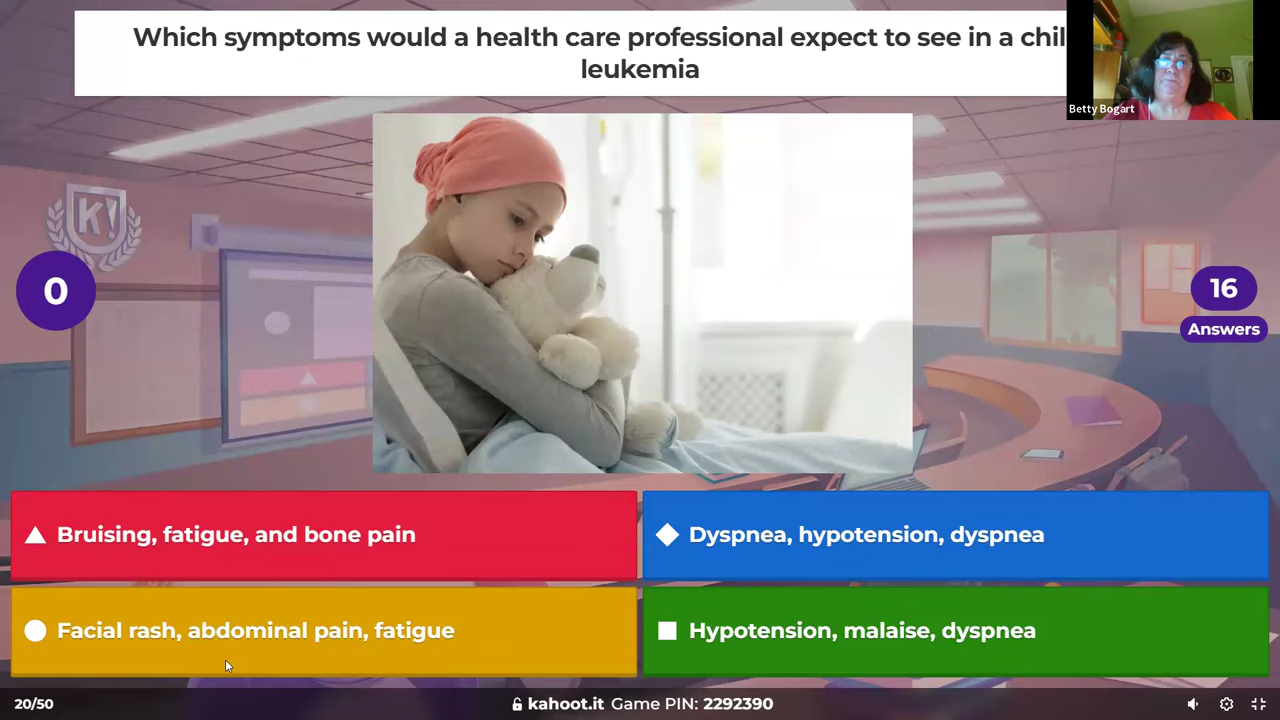 Which symptoms would a health care professional expect to see in a chil
leukemia
Betty Bogart
K!
0
16
Answers
Bruising, fatigue, and bone pain
Dyspnea, hypotension, dyspnea
Facial rash, abdominal pain, fatigue
Hypotension, malaise, dyspnea
20/50
kahoot.it Game PIN: 2292390